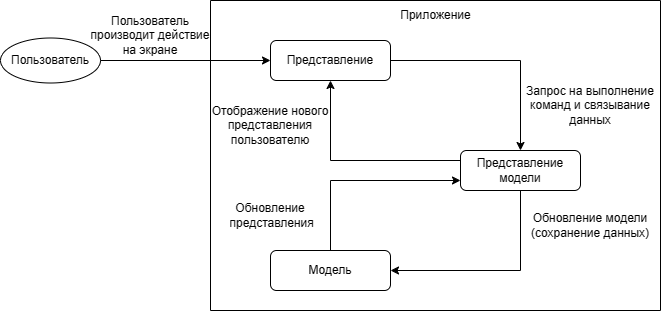 Приложение
Пользователь
производит действие
на экране
Пользователь
Представление
Запрос на выполнение
команд и связывание
данных
Отображение нового
представления
пользователю
Представление
модели
Обновление
представления
Обновление модели
(сохранение данных)
Модель